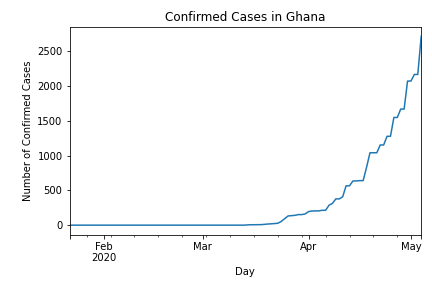 Confirmed Cases in Ghana
Number of Confirmed Cases
2500
2000
1500
1000
500
0
Feb
2020
Mar
Apr
May
Day